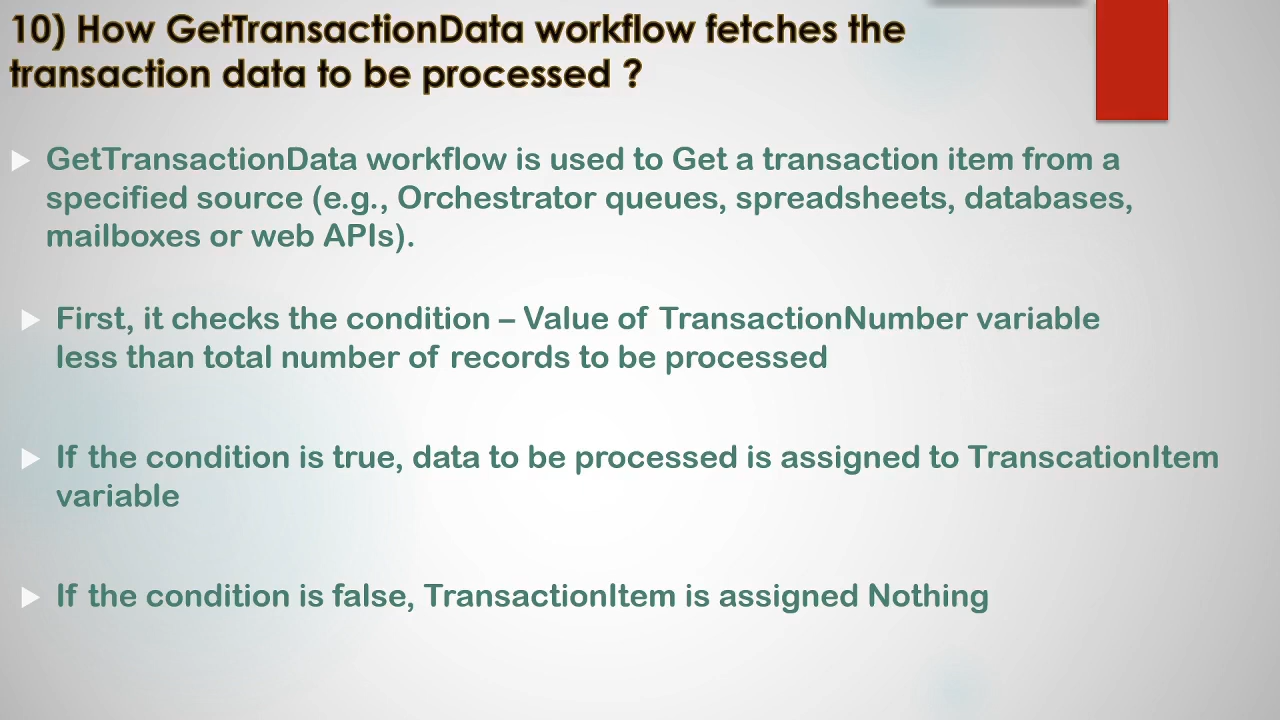 10) How GetTransactionData workflow fetches the
transaction data to be processed ?
GetTransactionData workflow is used to Get a transaction item from a
specified source (e.g., Orchestrator queues, spreadsheets, databases,
mailboxes or web APIs).
First, it checks the condition – Value of TransactionNumber variable
less than total number of records to be processed
If the condition is true, data to be processed is assigned to TranscationItem
variable
If the condition is false, TransactionItem is assigned Nothing